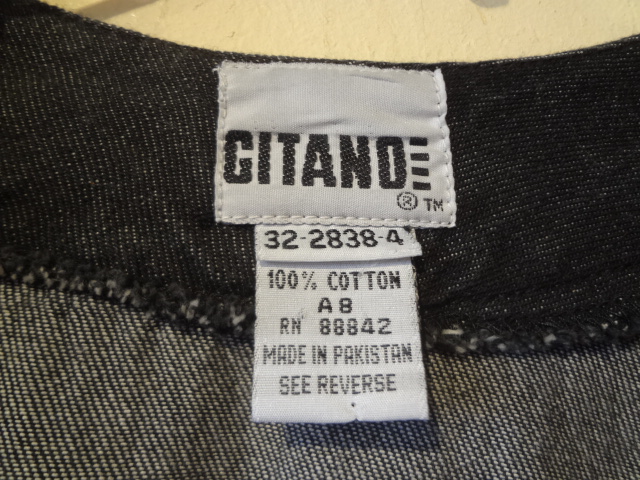 GITANO
® TM
32-2838-4
100% COTTON
A8
RN 88842
MADE IN PAKISTAN
SEE REVERSE